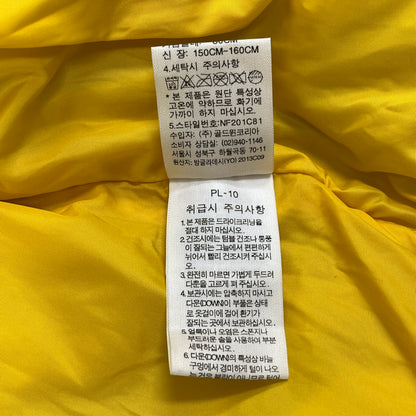 신 장: 150CM-160CM
4.세탁시 주의사항
* 본 제품은 원단 특성상
고온에 약하므로 화기에
가까이 하지 마십시오.
5.스타일번호:NF201C81
수입자: (주) 골드윈코리아
소비자 상담실: (02)940-1146
서울시 성북구 하월곡동 70-11
원산지: 방글라데시(YO) 2013C09
PL-10
취급시 주의사항
1.본 제품은 드라이크리닝을
절대 하지 마십시오.
2.건조시에는 텀블 건조나 통풍이
잘되는 그늘에서 편편하게
뉘어서 빨리 건조시켜 주십시오.
3.완전히 마르면 가볍게 두드려
다운을 고르게 펴 주십시오.
4.보관시에는 압축하지 마시고
다운(DOWN)이 부풀은 상태
로 옷걸이에 걸어 환기가
잘되는 곳에서 보관하십시오.
5.얼룩이나 오염은 스폰지나
부드러운 솔을 사용하여 부분
세탁하십시오.
6.다운(DOWN)의 특성상 바늘
구멍에서 경미하게 털이 나오